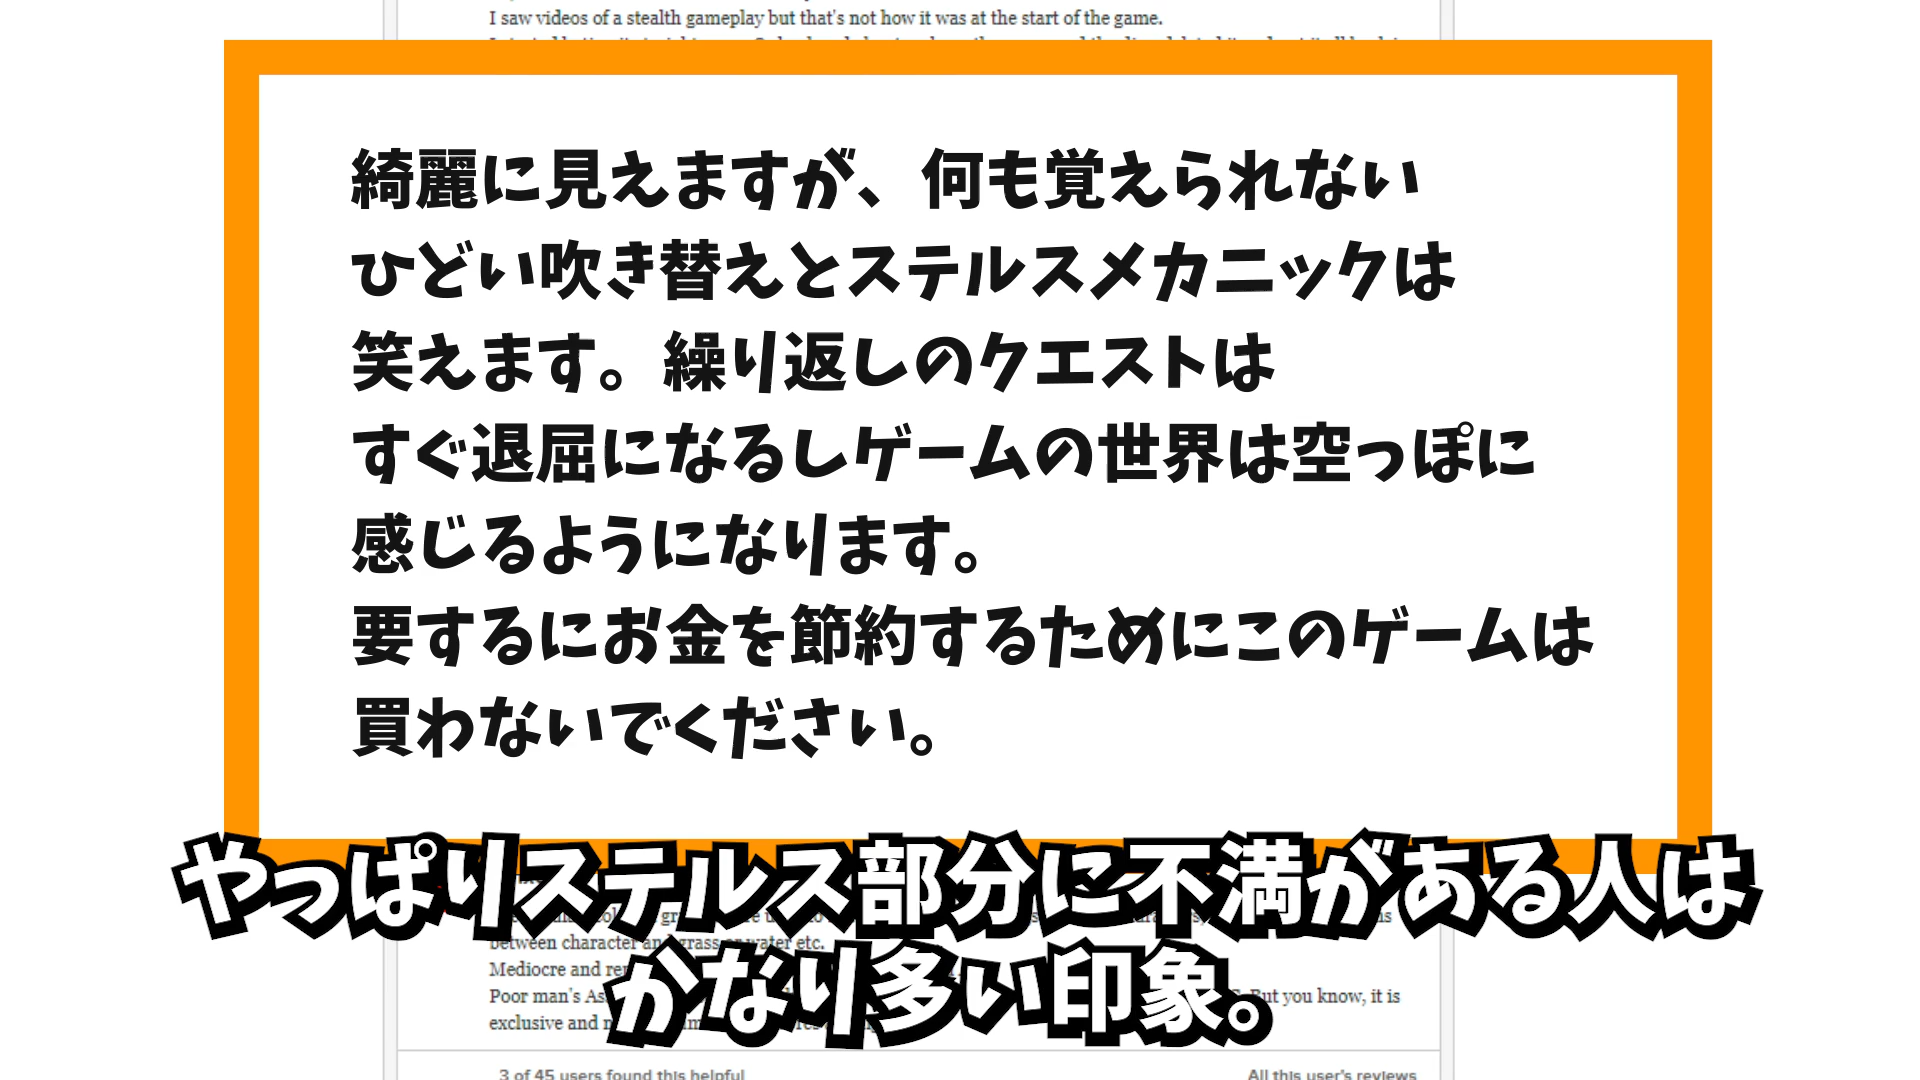 I saw videos of a stealth gameplay but that's not how it was at the start of the game.
綺麗に見えますが、何も覚えられない
ひどい吹き替えとステルスメカニックは
笑えます。繰り返しのクエストは
すぐ退屈になるしゲームの世界は空っぽに
感じるようになります。
要するにお金を節約するためにこのゲームは
買わないでください。
やっぱりステルス部分に不満がある人は
かなり多い印象。
between character and grass or water etc.
Mediocre and
Poor man's But you know, it is
exclusive and
3 of 45 users found this helpful
All this user's reviews